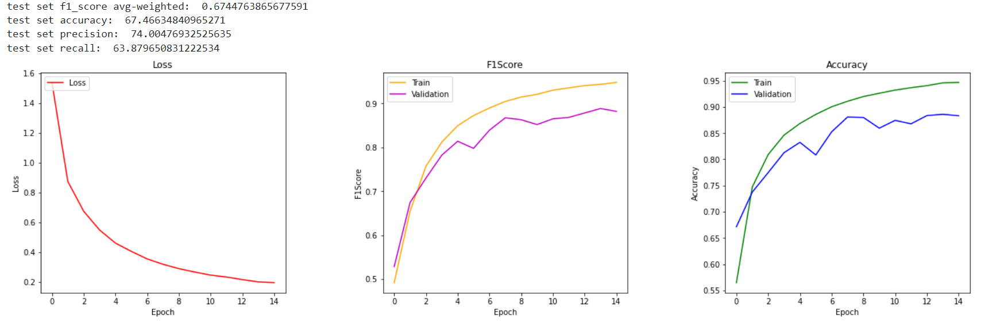 test set f1_score avg-weighted:  0.6744763865677591
test set accuracy:  67.46634840965271
test set precision:  74.00476932525635
test set recall:  63.879650831222534
Loss
Loss
1.6
1.4
1.2
1.0
0.8
0.6
0.4
0.2
Loss
0 2 4 6 8 10 12 14
Epoch
F1Score
Train
Validation
0.9
0.8
0.7
0.6
0.5
F1Score
0 2 4 6 8 10 12 14
Epoch
Accuracy
Train
Validation
0.95
0.90
0.85
0.80
0.75
0.70
0.65
0.60
0.55
Accuracy
0 2 4 6 8 10 12 14
Epoch